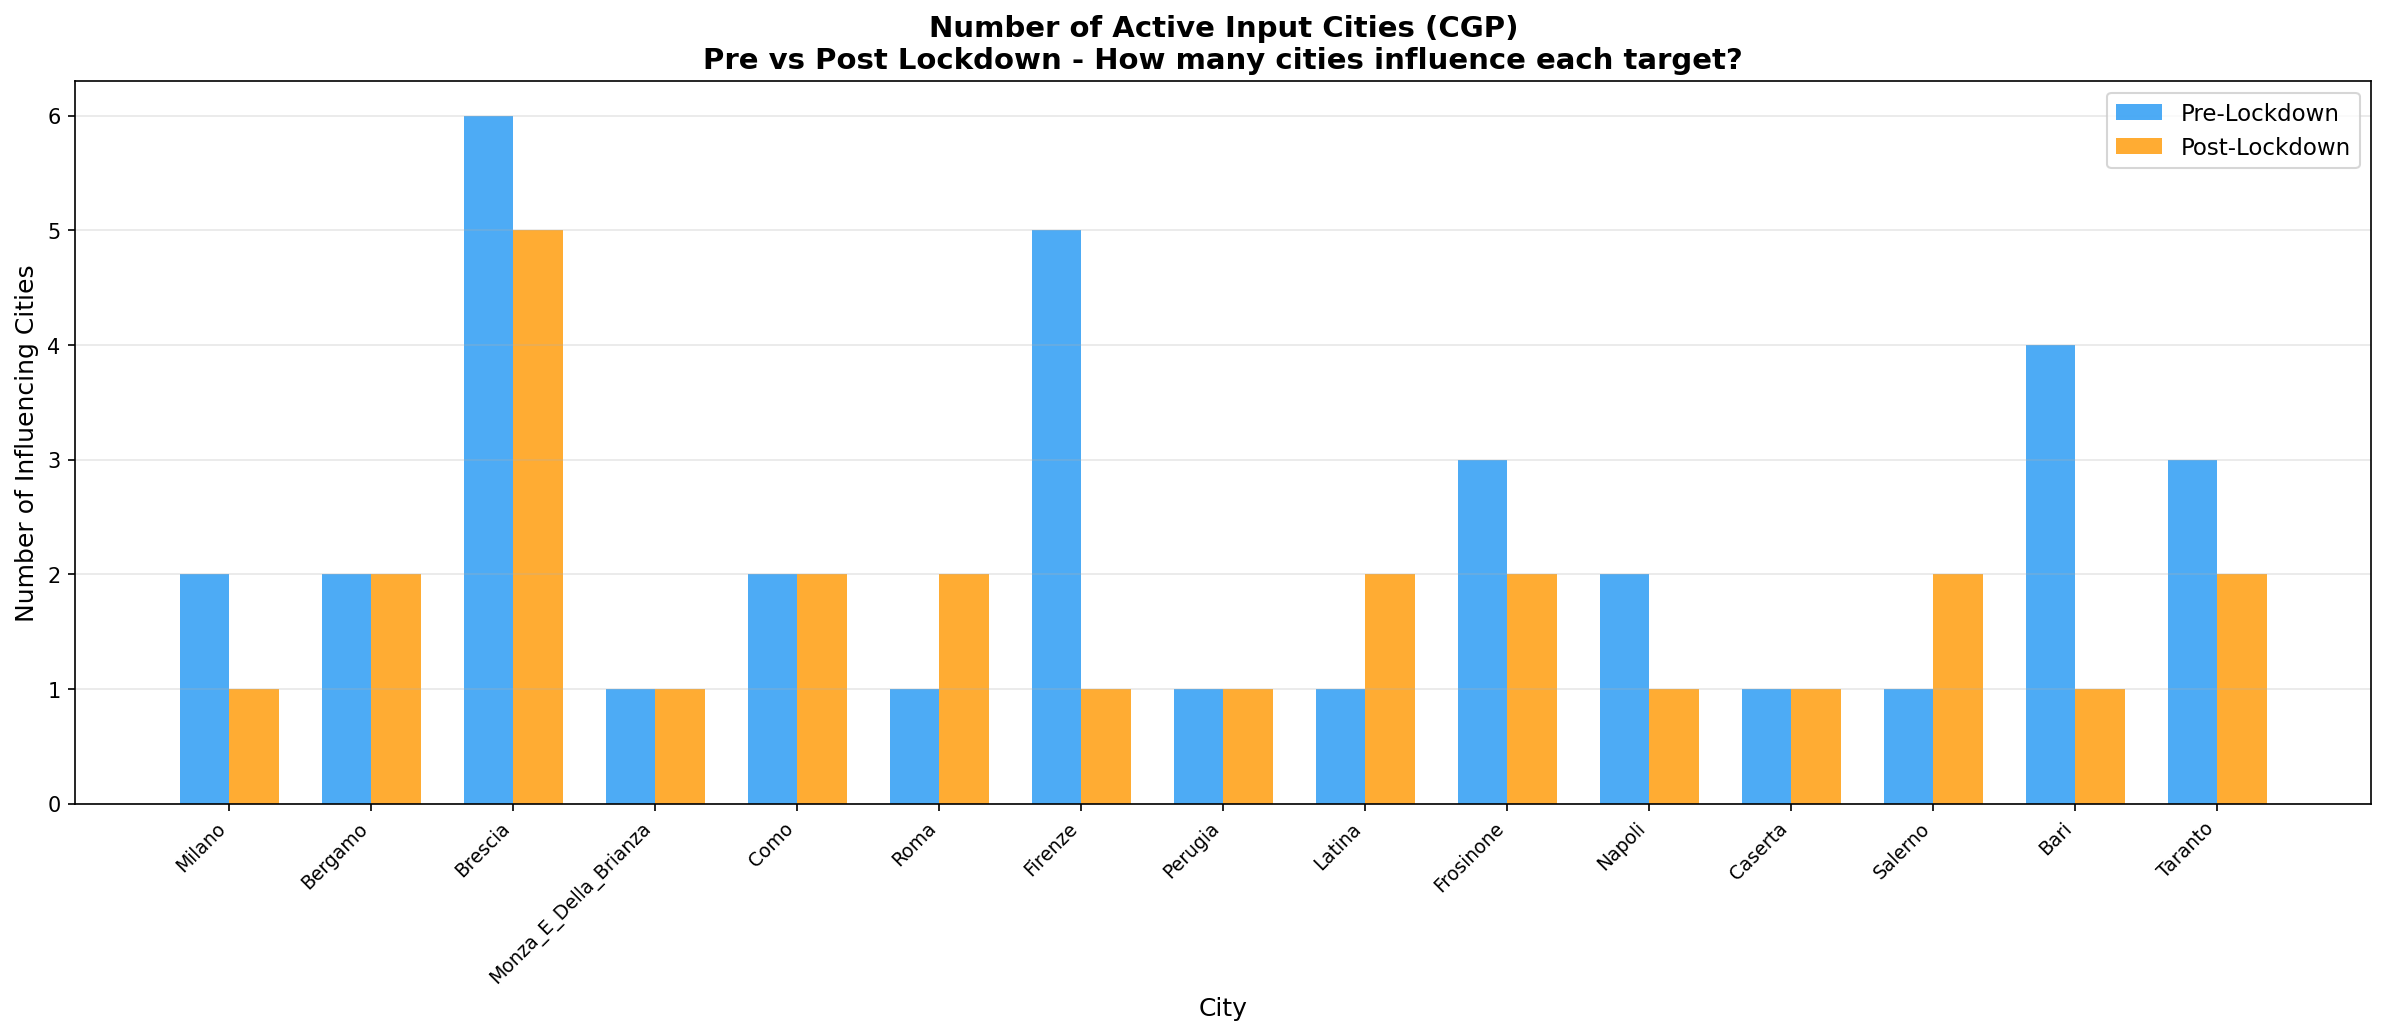 Number of Active Input Cities (CGP)
Pre vs Post Lockdown - How many cities influence each target?
Pre-Lockdown
Post-Lockdown
Number of Influencing Cities
6
5
4
3
2
1
0
Milano
Bergamo
Brescia
Monza_E_Della_Brianza
Como
Roma
Firenze
Perugia
Latina
Frosinone
Napoli
Caserta
Salerno
Bari
Taranto
City